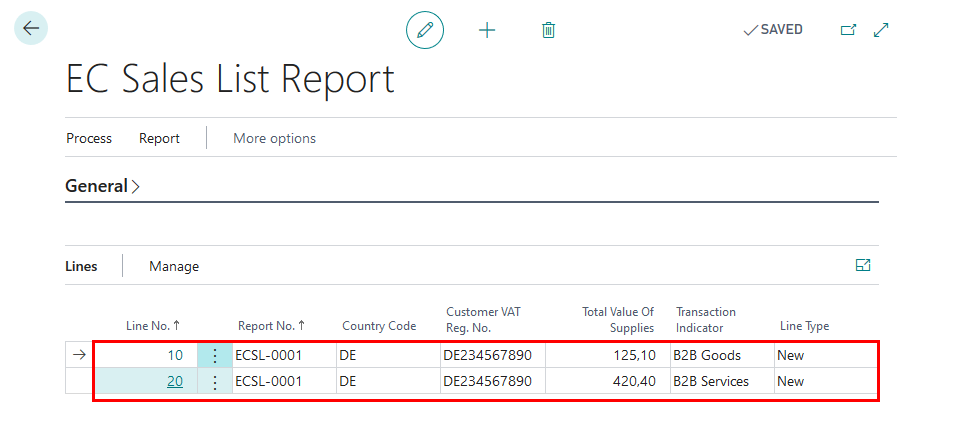 SAVED
EC Sales List Report
Process Report More options
General
Lines Manage
Customer VAT Total Value Of Transaction
Line No. ↑ Report No. ↑ Country Code Reg. No. Supplies Indicator Line Type
10 ECSL-0001 DE DE234567890 125,10 B2B Goods New
20 ECSL-0001 DE DE234567890 420,40 B2B Services New